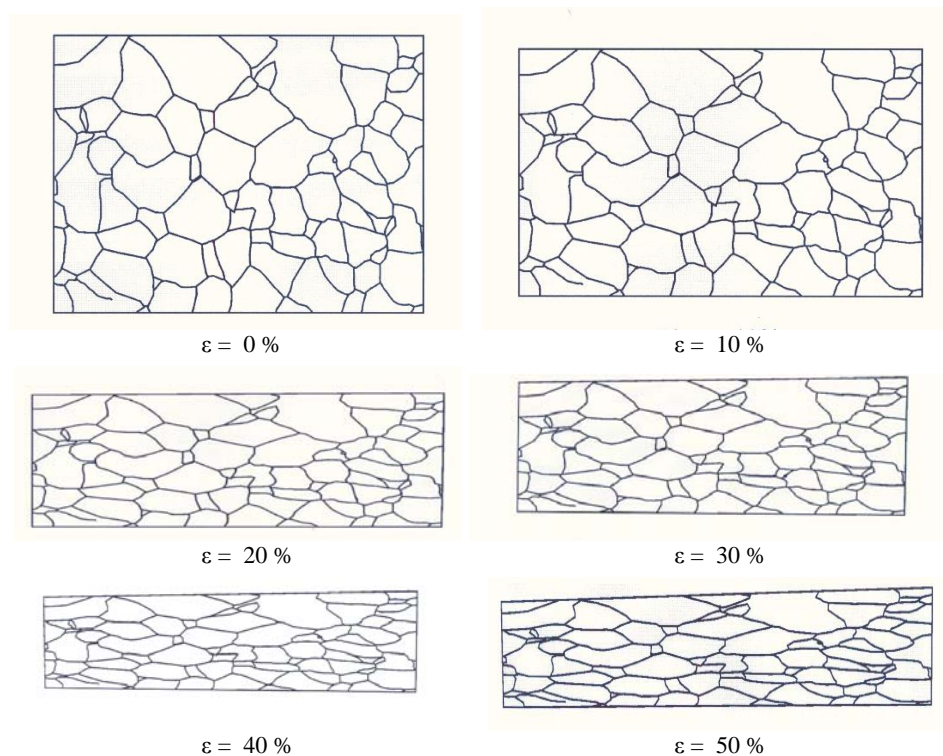 ε = 0 %
ε = 10 %
ε = 20 %
ε = 30 %
ε = 40 %
ε = 50 %